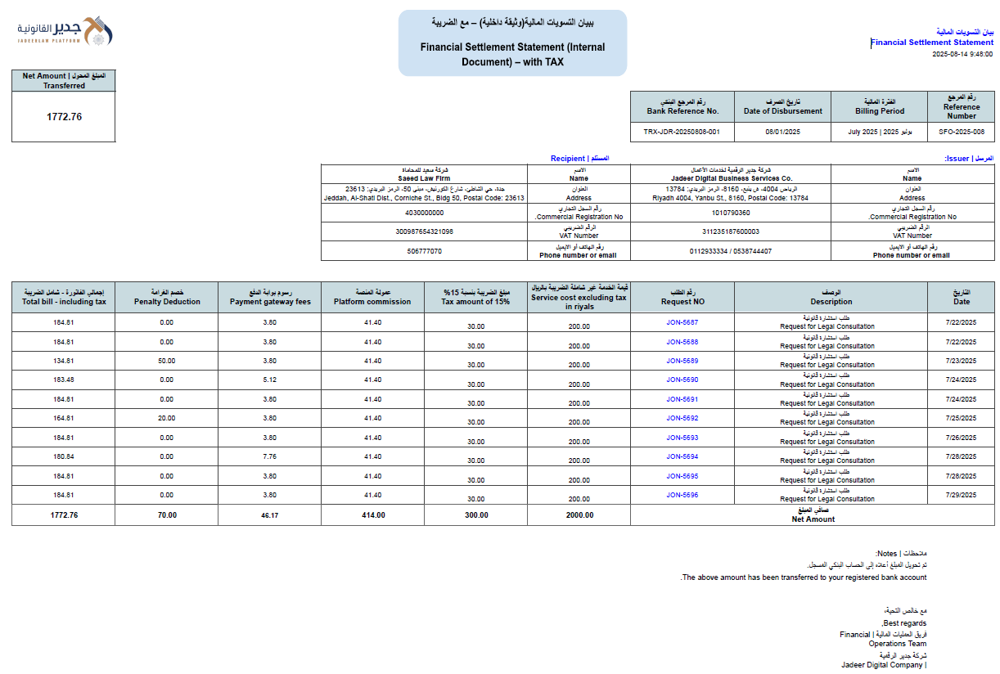 جدير القانونية
JADEERLAW PLATFORM
ببيان التسويات المالية(وثيقة داخلية) – مع الضريبة
Financial Settlement Statement (Internal
Document) – with TAX
بيان التسويات المالية
Financial Settlement Statement
2025-08-14 9:48:00
المبلغ المحول | Net Amount
Transferred
1772.76
رقم المرجع
Reference
Number
الفترة المالية
Billing Period
تاريخ الصرف
Date of Disbursement
رقم المرجع البنكي
Bank Reference No.
SFO-2025-008
يوليو 2025 | July 2025
08/01/2025
TRX-JDR-20250808-001
المرسل | Issuer:
المستلم | Recipient
الاسم
Name
شركة جدير الرقمية لخدمات الأعمال
Jadeer Digital Business Services Co.
الاسم
Name
شركة سعيد للمحاماة
Saeed Law Firm
العنوان
Address
الرياض 4004، ش ينبع، 8160، الرمز البريدي: 13784
Riyadh 4004, Yanbu St., 8160, Postal Code: 13784
العنوان
Address
جدة، حي الشاطئ، شارع الكورنيش، مبنى 50، الرمز البريدي: 23613
Jeddah, Al-Shati Dist., Corniche St., Bldg 50, Postal Code: 23613
رقم السجل التجاري
.Commercial Registration No
1010790360
رقم السجل التجاري
.Commercial Registration No
4030000000
الرقم الضريبي
VAT Number
311235187600003
الرقم الضريبي
VAT Number
300987654321098
رقم الهاتف أو الايميل
Phone number or email
0112933334 / 0538744407
رقم الهاتف أو الايميل
Phone number or email
506777070
التاريخ
Date
الوصف
Description
رقم الطلب
Request NO
قيمة الخدمة غير شاملة الضريبة بالريال
Service cost excluding tax
in riyals
مبلغ الضريبة بنسبة 15%
Tax amount of 15%
عمولة المنصة
Platform commission
رسوم بوابة الدفع
Payment gateway fees
خصم الغرامة
Penalty Deduction
إجمالي الفاتورة - شامل الضريبة
Total bill - including tax
7/22/2025
طلب استشارة قانونية
Request for Legal Consultation
JON-5687
200.00
30.00
41.40
3.80
0.00
184.81
7/22/2025
طلب استشارة قانونية
Request for Legal Consultation
JON-5688
200.00
30.00
41.40
3.80
0.00
184.81
7/23/2025
طلب استشارة قانونية
Request for Legal Consultation
JON-5689
200.00
30.00
41.40
3.80
50.00
134.81
7/24/2025
طلب استشارة قانونية
Request for Legal Consultation
JON-5690
200.00
30.00
41.40
5.12
0.00
183.48
7/24/2025
طلب استشارة قانونية
Request for Legal Consultation
JON-5691
200.00
30.00
41.40
3.80
0.00
184.81
7/25/2025
طلب استشارة قانونية
Request for Legal Consultation
JON-5692
200.00
30.00
41.40
3.80
20.00
164.81
7/26/2025
طلب استشارة قانونية
Request for Legal Consultation
JON-5693
200.00
30.00
41.40
3.80
0.00
184.81
7/28/2025
طلب استشارة قانونية
Request for Legal Consultation
JON-5694
200.00
30.00
41.40
7.76
0.00
180.84
7/28/2025
طلب استشارة قانونية
Request for Legal Consultation
JON-5695
200.00
30.00
41.40
3.80
0.00
184.81
7/29/2025
طلب استشارة قانونية
Request for Legal Consultation
JON-5696
200.00
30.00
41.40
3.80
0.00
184.81
صافي المبلغ
Net Amount
2000.00
300.00
414.00
46.17
70.00
1772.76
ملاحظات | Notes:
تم تحويل المبلغ أعلاه إلى الحساب البنكي المسجل.
.The above amount has been transferred to your registered bank account
مع خالص التحية،
,Best regards
فريق العمليات المالية | Financial
Operations Team
شركة جدير الرقمية
Jadeer Digital Company |